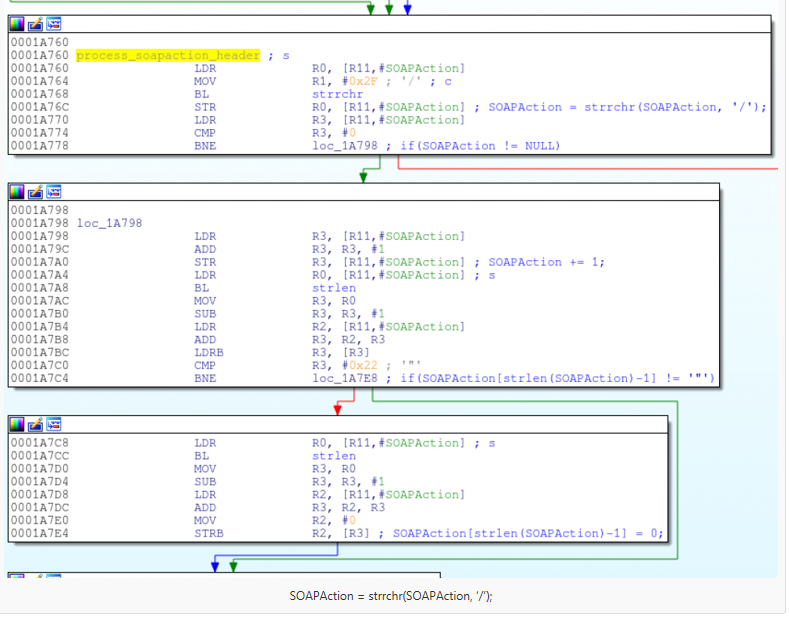 0001A760
0001A760 process_soapaction_header ; s
0001A760 LDR R0, [R11,#SOAPAction]
0001A764 MOV R1, #0x2F ; '/' ; c
0001A768 BL strrchr
0001A76C STR R0, [R11,#SOAPAction] ; SOAPAction = strrchr(SOAPAction, '/');
0001A770 LDR R3, [R11,#SOAPAction]
0001A774 CMP R3, #0
0001A778 BNE loc_1A798 ; if(SOAPAction != NULL)
0001A798
0001A798 loc_1A798
0001A798 LDR R3, [R11,#SOAPAction]
0001A79C ADD R3, R3, #1
0001A7A0 STR R3, [R11,#SOAPAction] ; SOAPAction += 1;
0001A7A4 LDR R0, [R11,#SOAPAction] ; s
0001A7A8 BL strlen
0001A7AC MOV R3, R0
0001A7B0 SUB R3, R3, #1
0001A7B4 LDR R2, [R11,#SOAPAction]
0001A7B8 ADD R3, R2, R3
0001A7BC LDRB R3, [R3]
0001A7C0 CMP R3, #0x22 ; '"'
0001A7C4 BNE loc_1A7E8 ; if(SOAPAction[strlen(SOAPAction)-1] != '"')
0001A7C8 LDR R0, [R11,#SOAPAction] ; s
0001A7CC BL strlen
0001A7D0 MOV R3, R0
0001A7D4 SUB R3, R3, #1
0001A7D8 LDR R2, [R11,#SOAPAction]
0001A7DC ADD R3, R2, R3
0001A7E0 MOV R2, #0
0001A7E4 STRB R2, [R3] ; SOAPAction[strlen(SOAPAction)-1] = 0;
SOAPAction = strrchr(SOAPAction, '/');